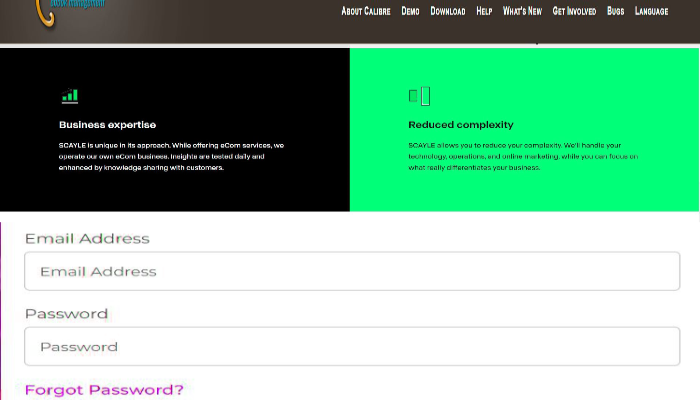 ebook management
About Calibre Demo Download Help What's New Get Involved Bugs Language
Business expertise
SCAYLE is unique in its approach. While offering eCom services, we
operate our own eCom business. Insights are tested daily and
enhanced by knowledge sharing with customers.
Reduced complexity
SCAYLE allows you to reduce your complexity. We'll handle your
technology, operations, and online marketing, while you can focus on
what really differentiates your business.
Email Address
Email Address
Password
Password
Forgot Password?